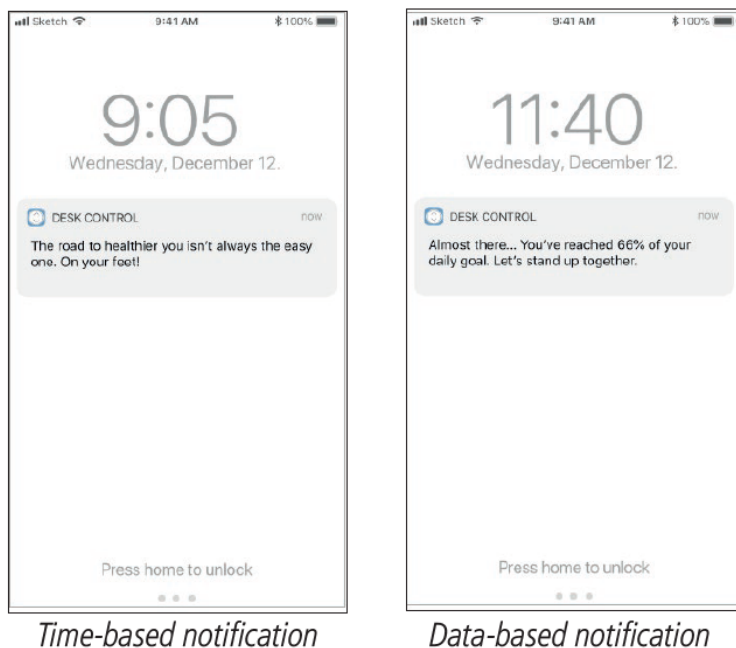 Sketch 9:41 AM 100%
9:05
Wednesday, December 12.
DESK CONTROL now
The road to healthier you isn't always the easy
one. On your feet!
Press home to unlock
Time-based notification
Sketch 9:41 AM 100%
11:40
Wednesday, December 12.
DESK CONTROL now
Almost there... You've reached 66% of your
daily goal. Let's stand up together.
Press home to unlock
Data-based notification